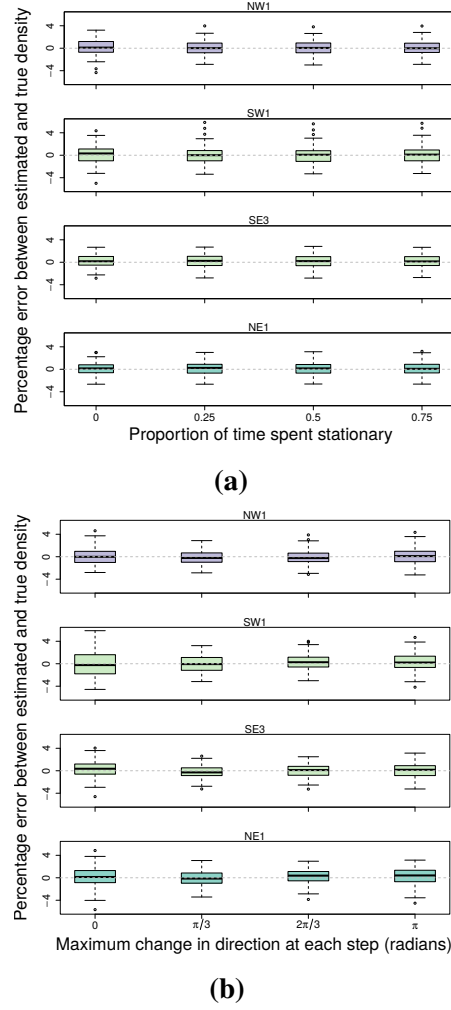 Percentage error between estimated and true density
NW1
4
0
−4
SW1
4
0
−4
SE3
4
0
−4
NE1
4
0
−4
0 0.25 0.5 0.75
Proportion of time spent stationary
(a)
Percentage error between estimated and true density
NW1
4
0
−4
SW1
4
0
−4
SE3
4
0
−4
NE1
4
0
−4
0 π/3 2π/3 π
Maximum change in direction at each step (radians)
(b)